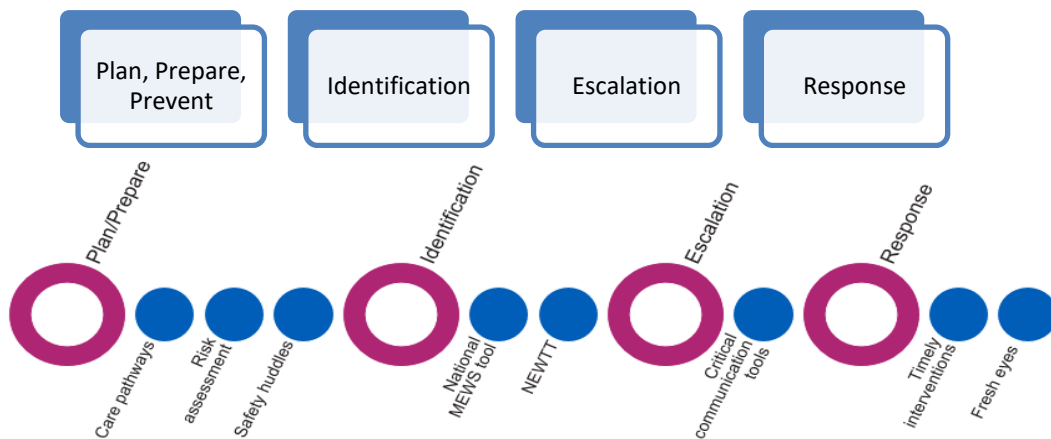 Plan, Prepare,
Prevent
Identification
Escalation
Response
Plan/Prepare
Identification
Escalation
Response
Care pathways
Risk
assessment
Safety huddles
National
MEWS tool
NEWTT
Critical
communication
tools
Timely
interventions
Fresh eyes